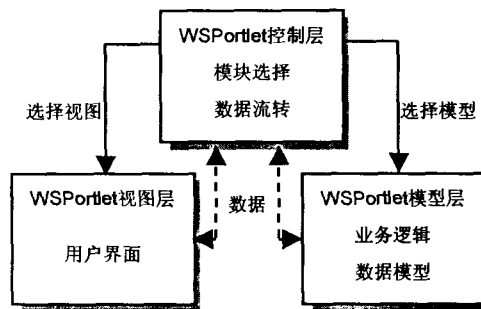 WSPortlet控制层
模块选择
数据流转
选择视图
选择模型
WSPortlet视图层
用户界面
数据
WSPortlet模型层
业务逻辑
数据模型